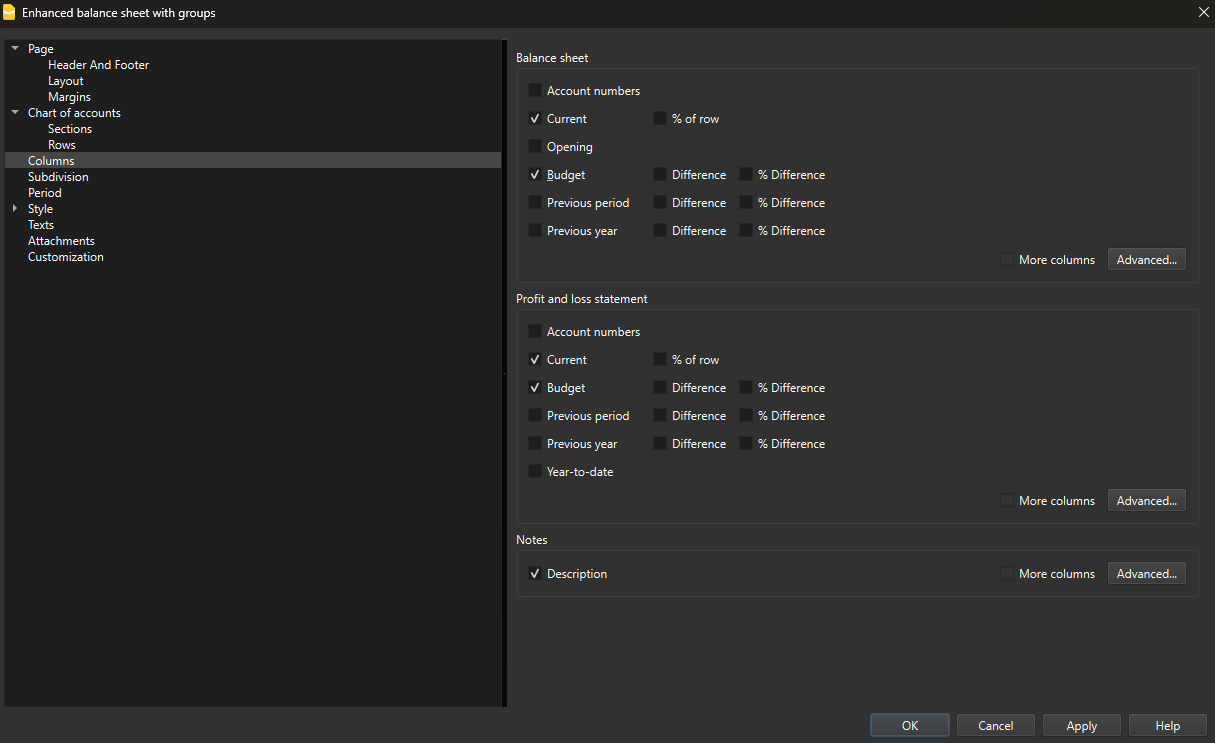 Enhanced balance sheet with groups
Page
Header And Footer
Layout
Margins
Chart of accounts
Sections
Rows
Columns
Subdivision
Period
Style
Texts
Attachments
Customization
Balance sheet
Account numbers
Current % of row
Opening
Budget Difference % Difference
Previous period Difference % Difference
Previous year Difference % Difference
More columns Advanced...
Profit and loss statement
Account numbers
Current % of row
Budget Difference % Difference
Previous period Difference % Difference
Previous year Difference % Difference
Year-to-date
More columns Advanced...
Notes
Description More columns Advanced...
OK Cancel Apply Help